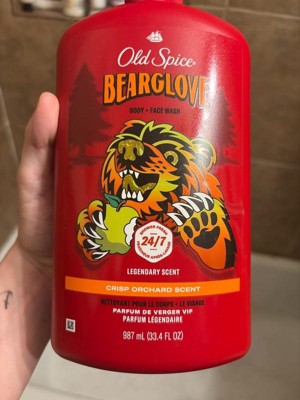 Old Spice
BEARGLOVE
BODY + FACE WASH
24/7
LEGENDARY SCENT
CRISP ORCHARD SCENT
NETTOYANT POUR LE CORPS + LE VISAGE
PARFUM DE VERGER VIF
PARFUM LÉGENDAIRE
987 mL (33.4 FL OZ)